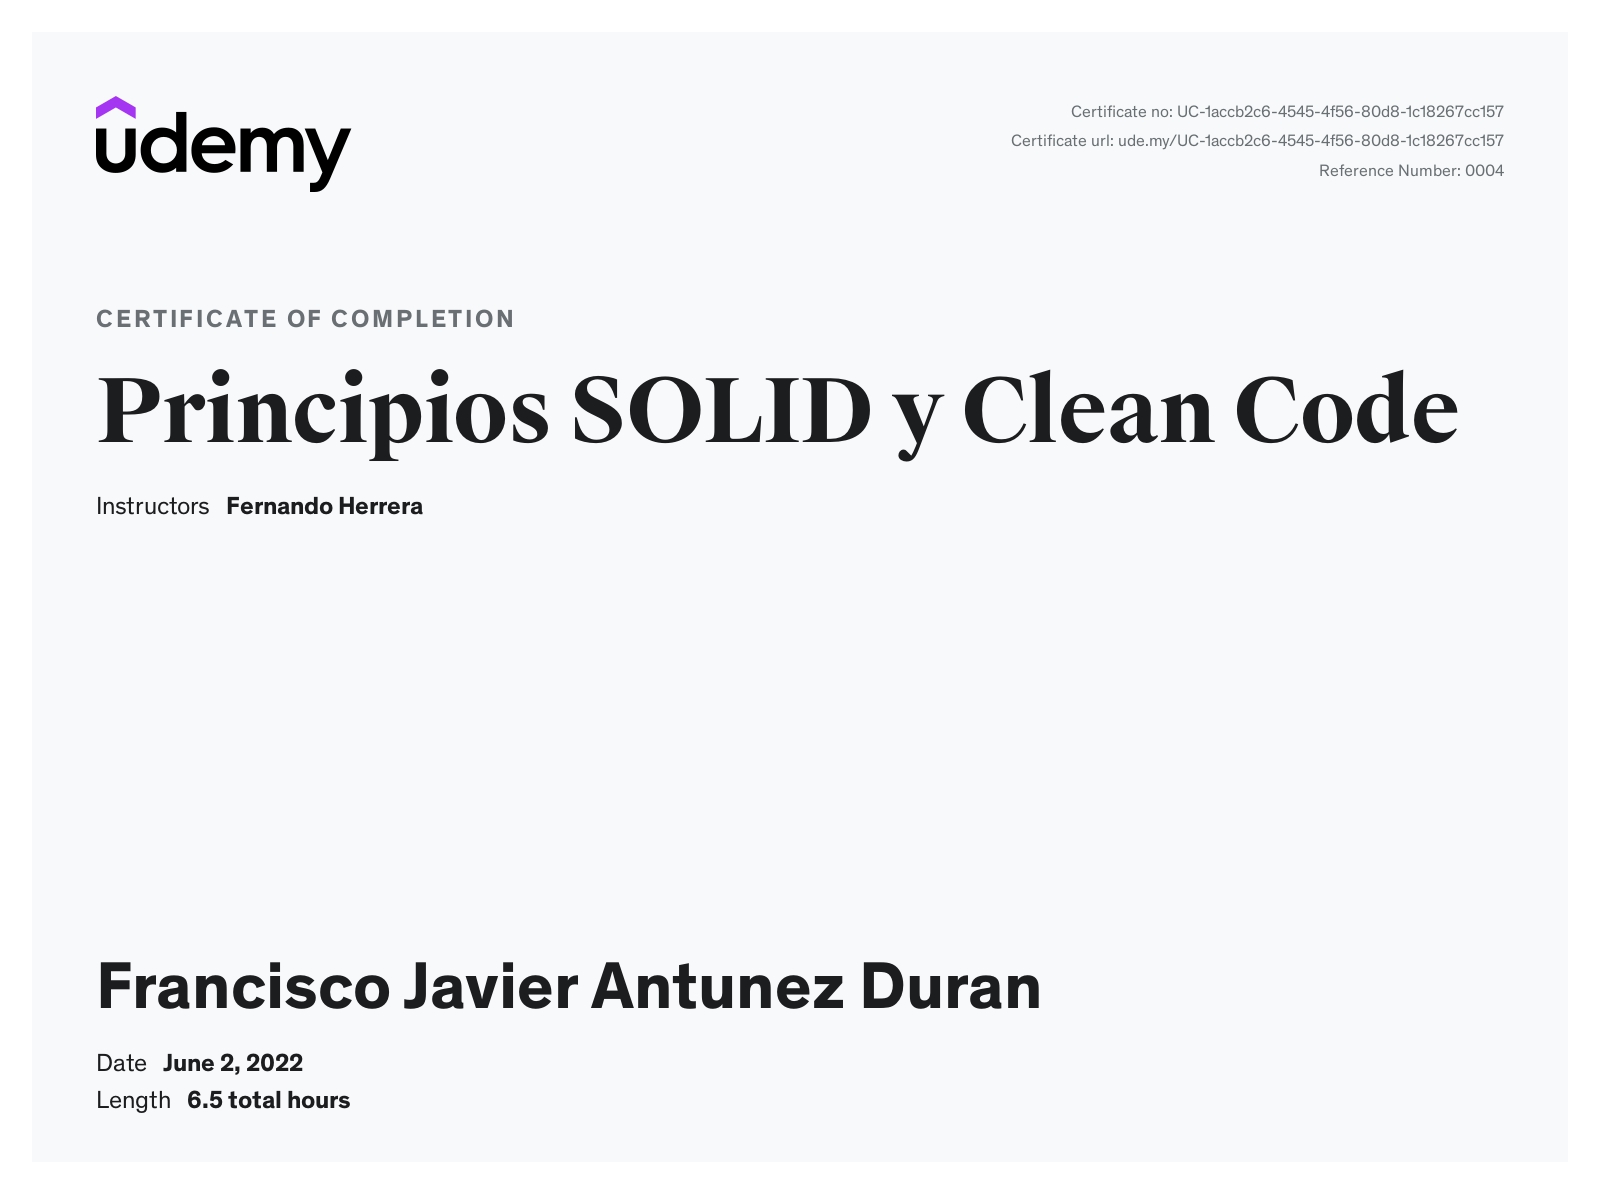 udemy
Certificate no: UC-1accb2c6-4545-4f56-80d8-1c18267cc157
Certificate url: ude.my/UC-1accb2c6-4545-4f56-80d8-1c18267cc157
Reference Number: 0004
CERTIFICATE OF COMPLETION
Principios SOLID y Clean Code
Instructors Fernando Herrera
Francisco Javier Antunez Duran
Date June 2, 2022
Length 6.5 total hours